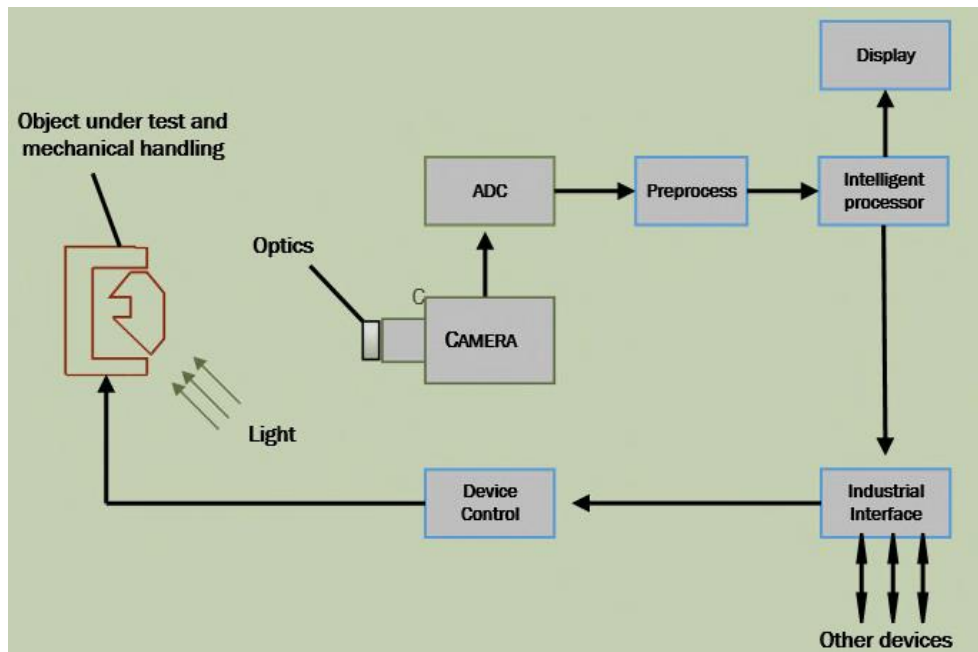 Display
Object under test and
mechanical handling
ADC
Preprocess
Intelligent
processor
Optics
C
CAMERA
Light
Device
Control
Industrial
Interface
Other devices